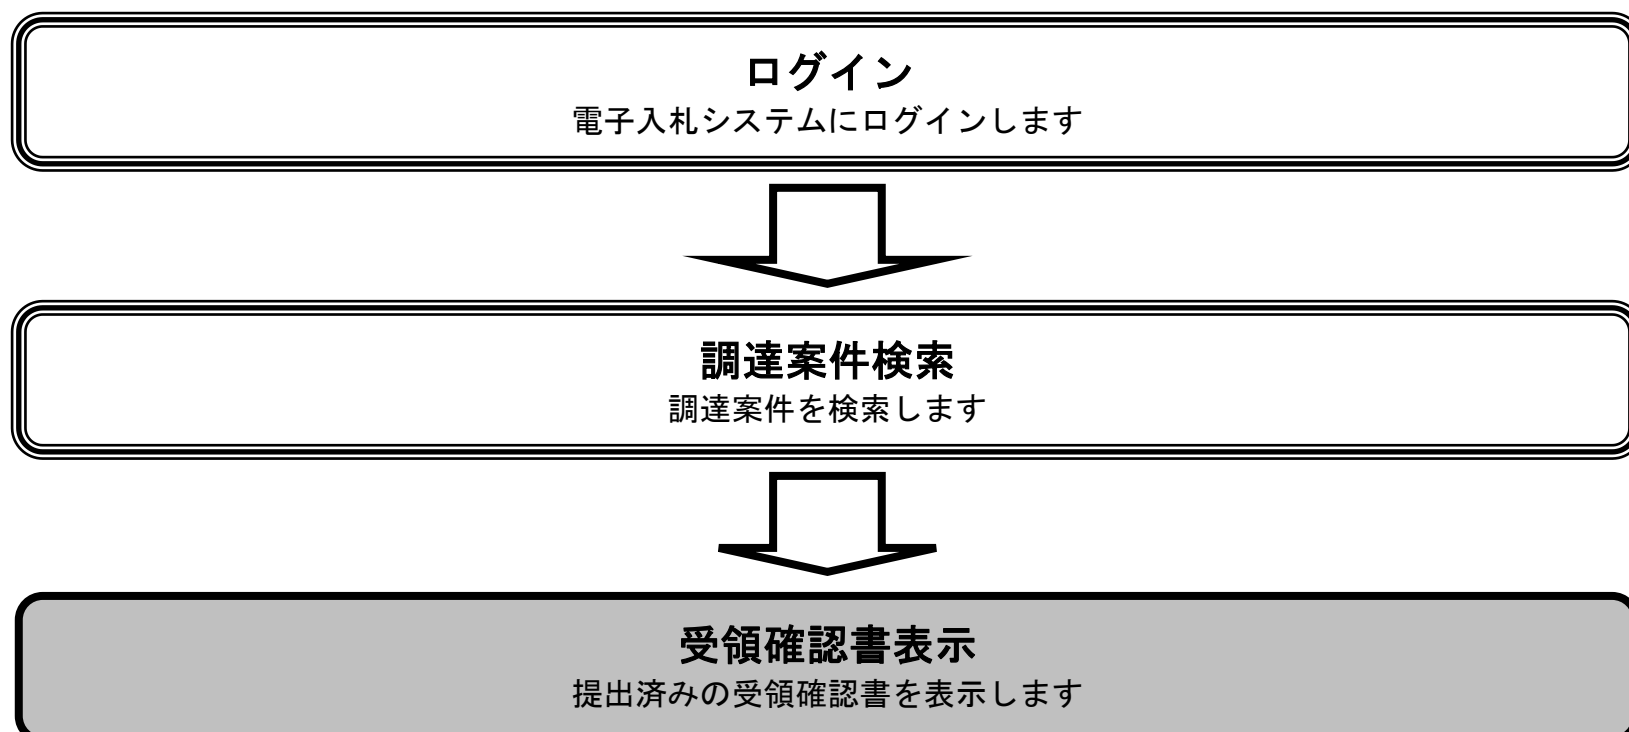 ログイン
電子入札システムにログインします
調達案件検索
調達案件を検索します
受領確認書表示
提出済みの受領確認書を表示します